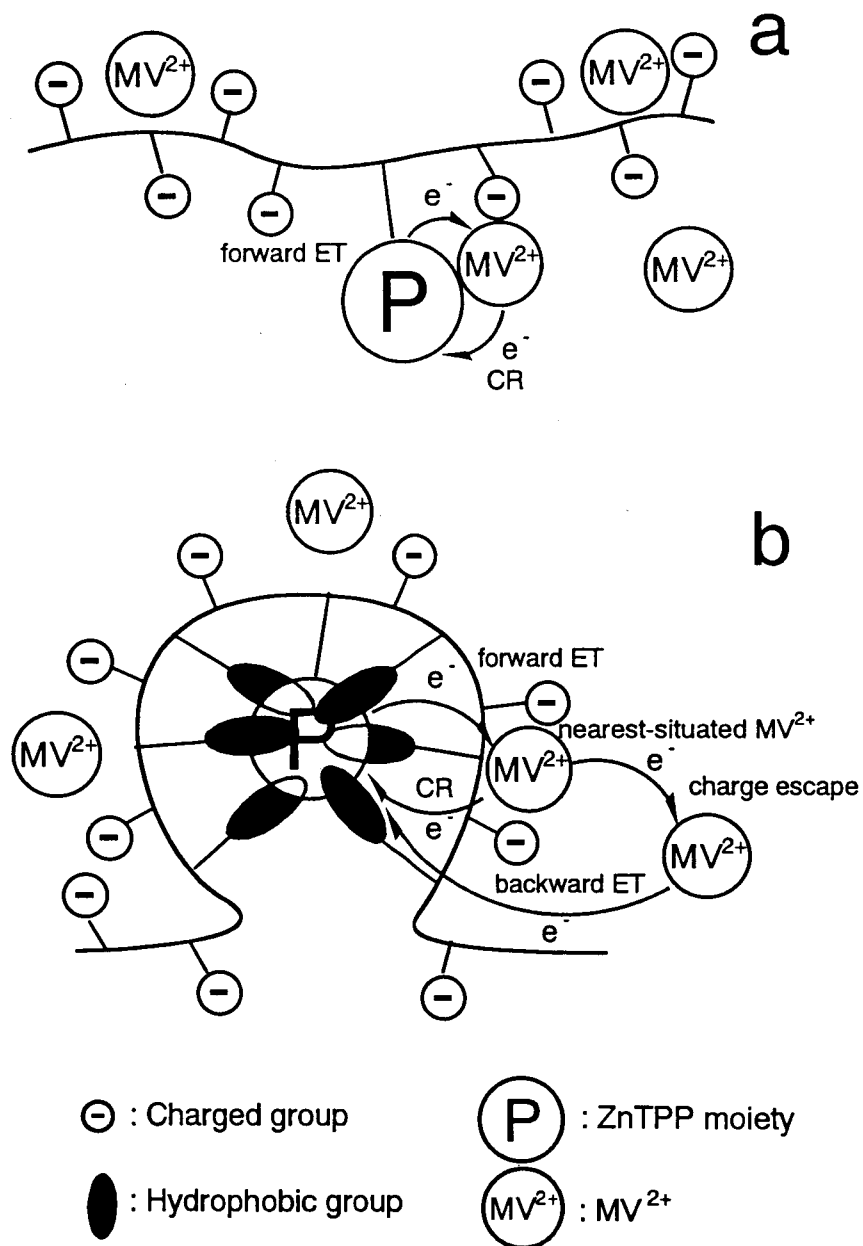 a
MV²⁺ MV²⁺
− − − −
− − − −
e⁻
forward ET
P MV²⁺ MV²⁺
e⁻
CR
b
MV²⁺
− −
forward ET
e⁻
−
−
nearest-situated MV²⁺
P
MV²⁺ MV²⁺
e⁻
charge escape
CR
e⁻
− −
MV²⁺
backward ET
−
e⁻
− −
− : Charged group
P : ZnTPP moiety
: Hydrophobic group
MV²⁺ : MV²⁺